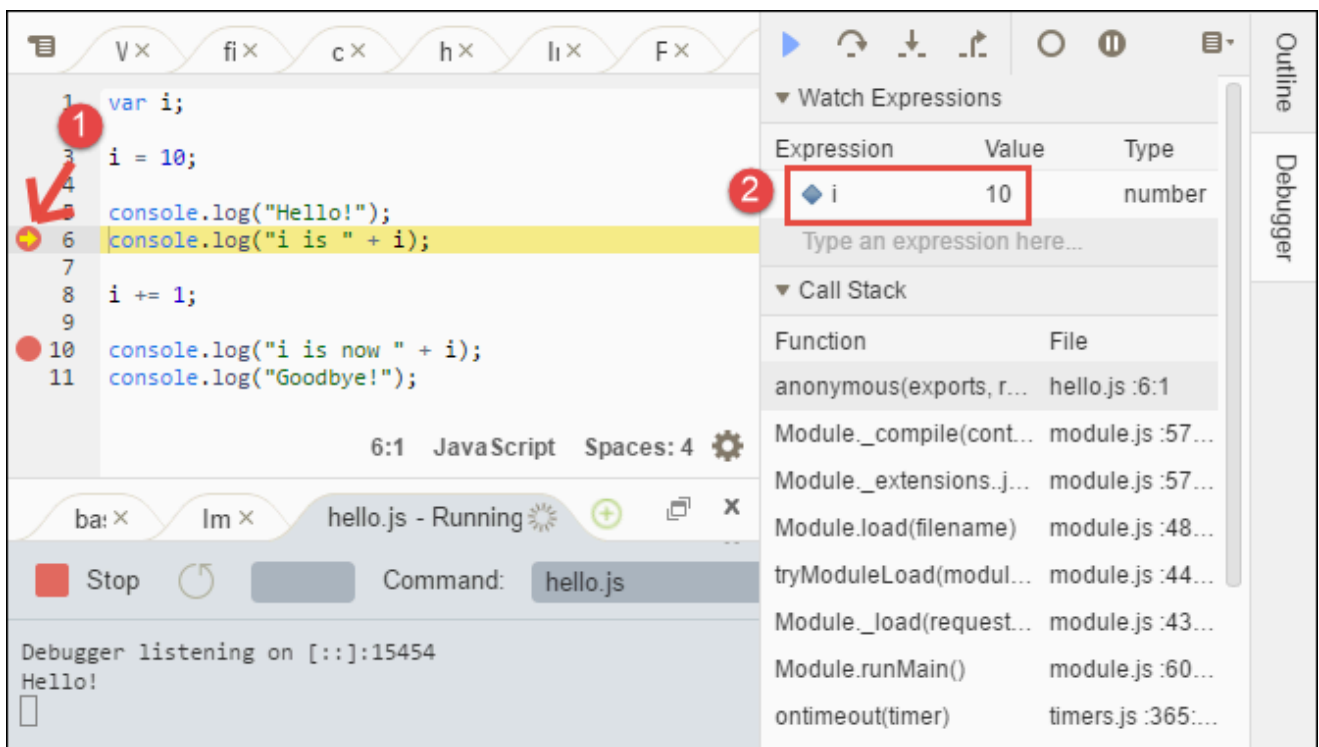 V × fi × c × h × Iı × F ×
1 var i;
1
3 i = 10;
4
5 console.log("Hello!");
6 console.log("i is " + i);
7
8 i += 1;
9
10 console.log("i is now " + i);
11 console.log("Goodbye!");
6:1 JavaScript Spaces: 4
ba: × Im × hello.js - Running
Stop Command: hello.js
Debugger listening on [::]:15454
Hello!
Watch Expressions
Expression Value Type
2 i 10 number
Type an expression here...
Call Stack
Function File
anonymous(exports, r... hello.js :6:1
Module._compile(cont... module.js :57...
Module._extensions..j... module.js :57...
Module.load(filename) module.js :48...
tryModuleLoad(modul... module.js :44...
Module._load(request... module.js :43...
Module.runMain() module.js :60...
ontimeout(timer) timers.js :365:...
Outline
Debugger